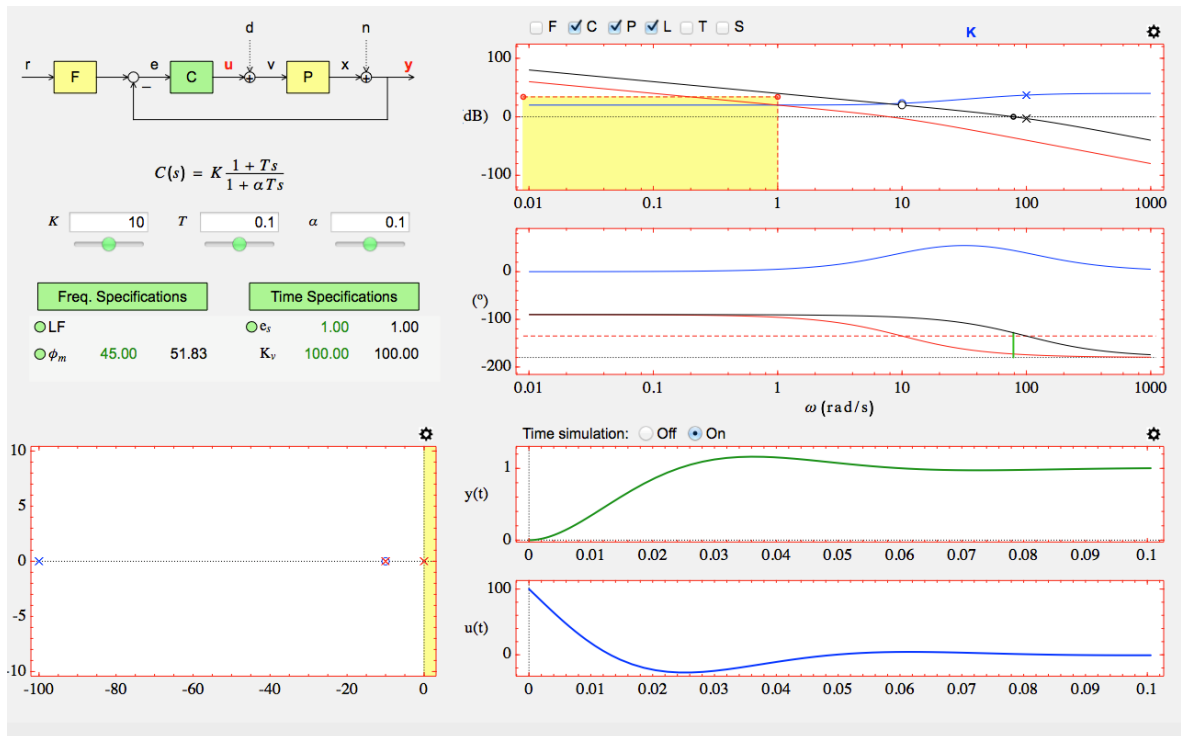 F C P L T S
K
d n
r F e C u v P x y
−
C(s) = K (1 + Ts)/(1 + αTs)
K 10 T 0.1 α 0.1
Freq. Specifications Time Specifications
LF e_s 1.00 1.00
ϕ_m 45.00 51.83 K_v 100.00 100.00
100
dB) 0
-100
0.01 0.1 1 10 100 1000
0
(º)
-100
-200
0.01 0.1 1 10 100 1000
ω (rad/s)
10
5
0
-5
-10
-100 -80 -60 -40 -20 0
Time simulation: Off On
1
y(t)
0
0 0.01 0.02 0.03 0.04 0.05 0.06 0.07 0.08 0.09 0.1
100
u(t)
0
0 0.01 0.02 0.03 0.04 0.05 0.06 0.07 0.08 0.09 0.1